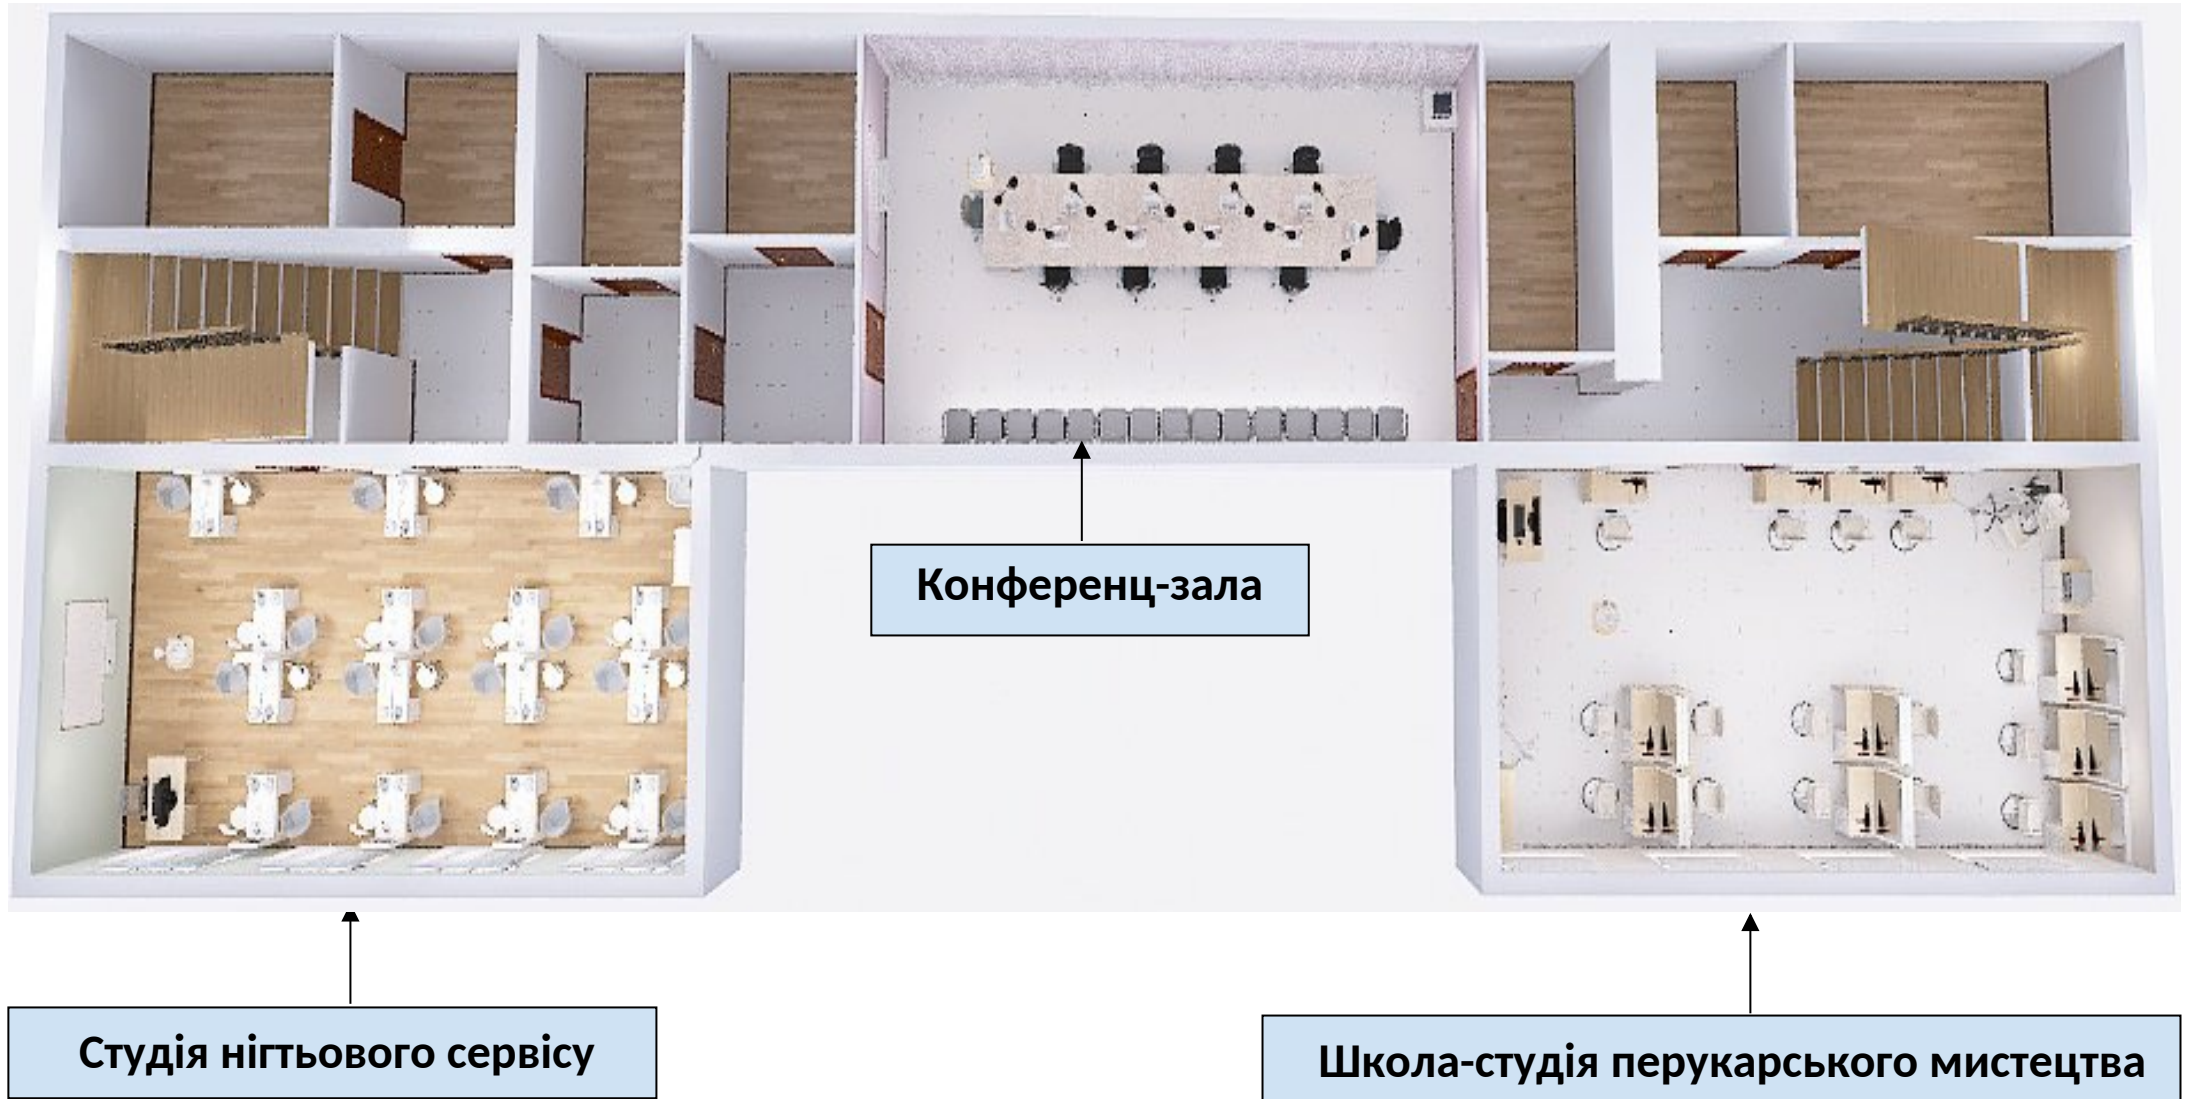 Конференц-зала
Студія нігтьового сервісу
Школа-студія перукарського мистецтва